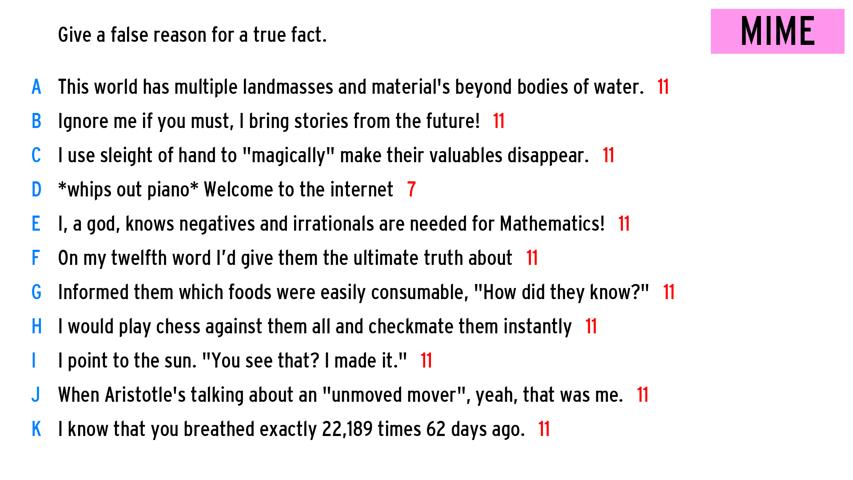 Give a false reason for a true fact.
MIME
A This world has multiple landmasses and material's beyond bodies of water. 11
B Ignore me if you must, I bring stories from the future! 11
C I use sleight of hand to "magically" make their valuables disappear. 11
D *whips out piano* Welcome to the internet 7
E I, a god, knows negatives and irrationals are needed for Mathematics! 11
F On my twelfth word I'd give them the ultimate truth about 11
G Informed them which foods were easily consumable, "How did they know?" 11
H I would play chess against them all and checkmate them instantly 11
I I point to the sun. "You see that? I made it." 11
J When Aristotle's talking about an "unmoved mover", yeah, that was me. 11
K I know that you breathed exactly 22,189 times 62 days ago. 11